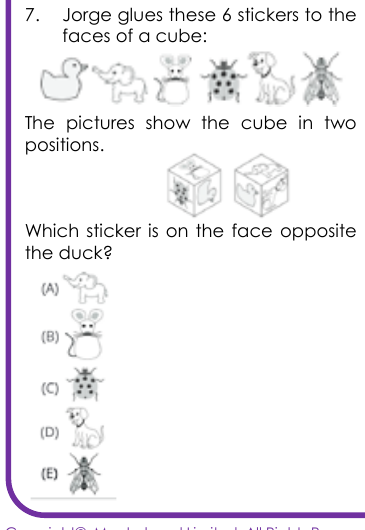 7. Jorge glues these 6 stickers to the
faces of a cube:
The pictures show the cube in two
positions.
Which sticker is on the face opposite
the duck?
(A)
(B)
(C)
(D)
(E)